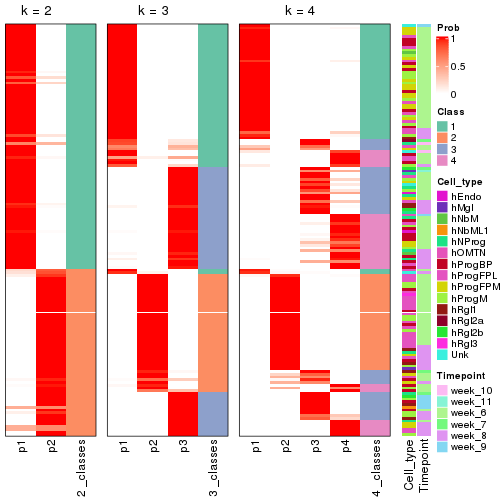 k = 2
k = 3
k = 4
p1
p2
2_classes
p1
p2
p3
3_classes
p1
p2
p3
p4
4_classes
Cell_type
Timepoint
Prob
1
0.5
0
Class
1
2
3
4
Cell_type
hEndo
hMgl
hNbM
hNbML1
hNProg
hOMTN
hProgBP
hProgFPL
hProgFPM
hProgM
hRgl1
hRgl2a
hRgl2b
hRgl3
Unk
Timepoint
week_10
week_11
week_6
week_7
week_8
week_9